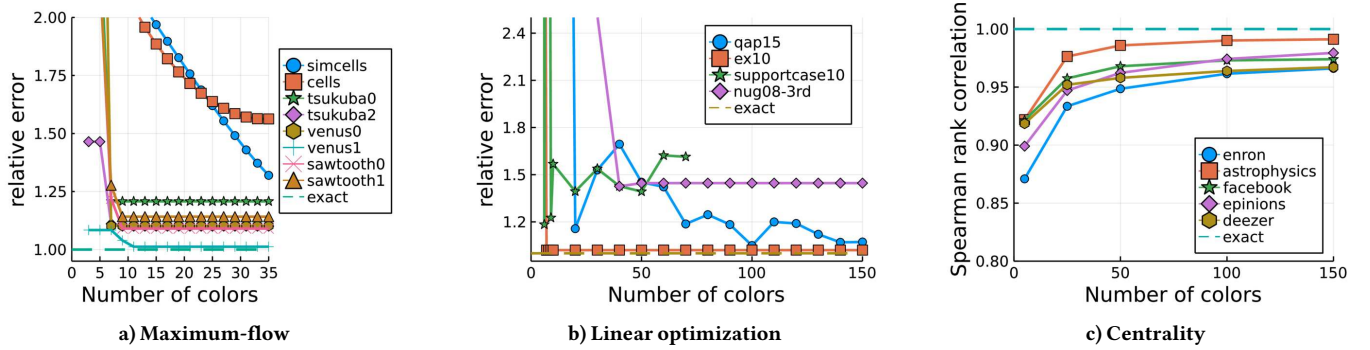 2.00
1.75
1.50
1.25
1.00
relative error
0 5 10 15 20 25 30 35
Number of colors
simcells
cells
tsukuba0
tsukuba2
venus0
venus1
sawtooth0
sawtooth1
exact
a) Maximum-flow
2.4
2.1
1.8
1.5
1.2
relative error
0 50 100 150
Number of colors
qap15
ex10
supportcase10
nug08-3rd
exact
b) Linear optimization
1.00
0.95
0.90
0.85
0.80
Spearman rank correlation
0 50 100 150
Number of colors
enron
astrophysics
facebook
epinions
deezer
exact
c) Centrality